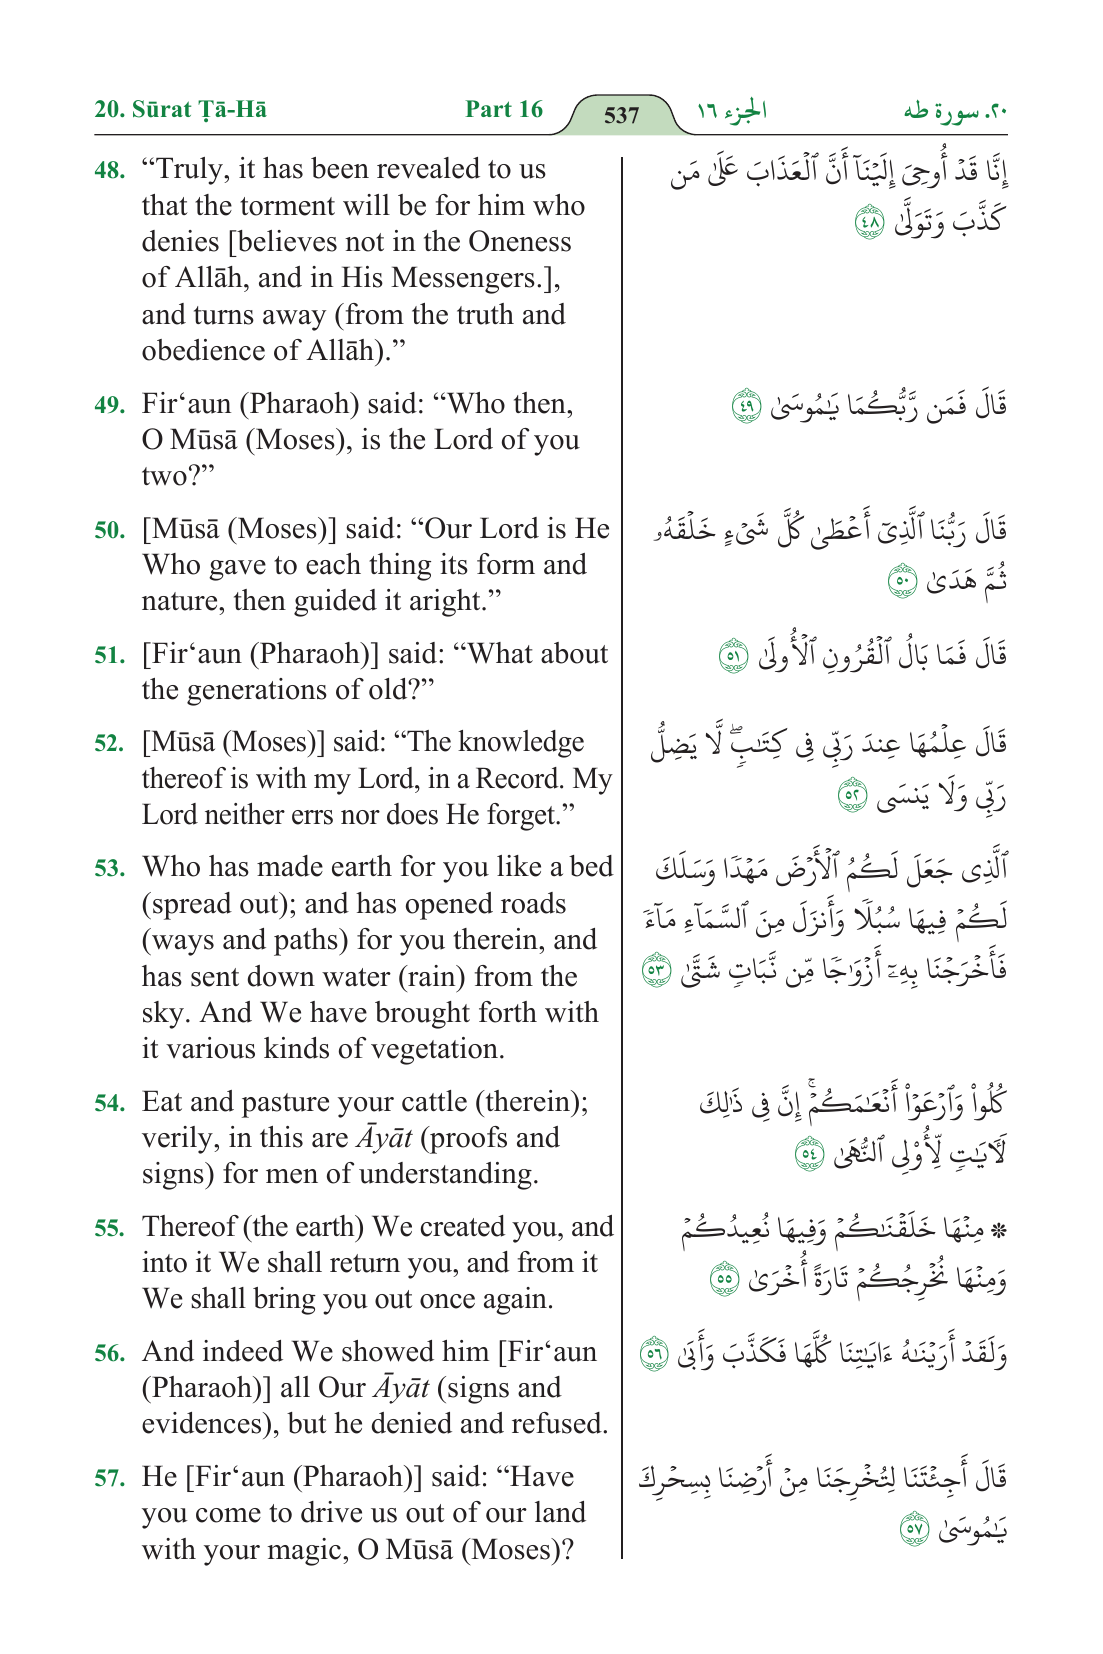 20. Sūrat Ṭā-Hā
Part 16
537
الجزء ١٦
٢٠. سورة طه
48. “Truly, it has been revealed to us
that the torment will be for him who
denies [believes not in the Oneness
of Allāh, and in His Messengers.],
and turns away (from the truth and
obedience of Allāh).”
إِنَّا قَدْ أُوحِىَ إِلَيْنَآ أَنَّ ٱلْعَذَابَ عَلَىٰ مَن
كَذَّبَ وَتَوَلَّىٰ ٤٨
49. Fir‘aun (Pharaoh) said: “Who then,
O Mūsā (Moses), is the Lord of you
two?”
قَالَ فَمَن رَّبُّكُمَا يَـٰمُوسَىٰ ٤٩
50. [Mūsā (Moses)] said: “Our Lord is He
Who gave to each thing its form and
nature, then guided it aright.”
قَالَ رَبُّنَا ٱلَّذِىٓ أَعْطَىٰ كُلَّ شَىْءٍ خَلْقَهُۥ
ثُمَّ هَدَىٰ ٥٠
51. [Fir‘aun (Pharaoh)] said: “What about
the generations of old?”
قَالَ فَمَا بَالُ ٱلْقُرُونِ ٱلْأُولَىٰ ٥١
52. [Mūsā (Moses)] said: “The knowledge
thereof is with my Lord, in a Record. My
Lord neither errs nor does He forget.”
قَالَ عِلْمُهَا عِندَ رَبِّى فِى كِتَـٰبٍ ۖ لَّا يَضِلُّ
رَبِّى وَلَا يَنسَى ٥٢
53. Who has made earth for you like a bed
(spread out); and has opened roads
(ways and paths) for you therein, and
has sent down water (rain) from the
sky. And We have brought forth with
it various kinds of vegetation.
ٱلَّذِى جَعَلَ لَكُمُ ٱلْأَرْضَ مَهْدًا وَسَلَكَ
لَكُمْ فِيهَا سُبُلًا وَأَنزَلَ مِنَ ٱلسَّمَآءِ مَآءً
فَأَخْرَجْنَا بِهِۦٓ أَزْوَٰجًا مِّن نَّبَاتٍ شَتَّىٰ ٥٣
54. Eat and pasture your cattle (therein);
verily, in this are Āyāt (proofs and
signs) for men of understanding.
كُلُوا۟ وَٱرْعَوْا۟ أَنْعَـٰمَكُمْ ۗ إِنَّ فِى ذَٰلِكَ
لَـَٔايَـٰتٍ لِّأُو۟لِى ٱلنُّهَىٰ ٥٤
55. Thereof (the earth) We created you, and
into it We shall return you, and from it
We shall bring you out once again.
۞ مِنْهَا خَلَقْنَـٰكُمْ وَفِيهَا نُعِيدُكُمْ
وَمِنْهَا نُخْرِجُكُمْ تَارَةً أُخْرَىٰ ٥٥
56. And indeed We showed him [Fir‘aun
(Pharaoh)] all Our Āyāt (signs and
evidences), but he denied and refused.
وَلَقَدْ أَرَيْنَـٰهُ ءَايَـٰتِنَا كُلَّهَا فَكَذَّبَ وَأَبَىٰ ٥٦
57. He [Fir‘aun (Pharaoh)] said: “Have
you come to drive us out of our land
with your magic, O Mūsā (Moses)?
قَالَ أَجِئْتَنَا لِتُخْرِجَنَا مِنْ أَرْضِنَا بِسِحْرِكَ
يَـٰمُوسَىٰ ٥٧